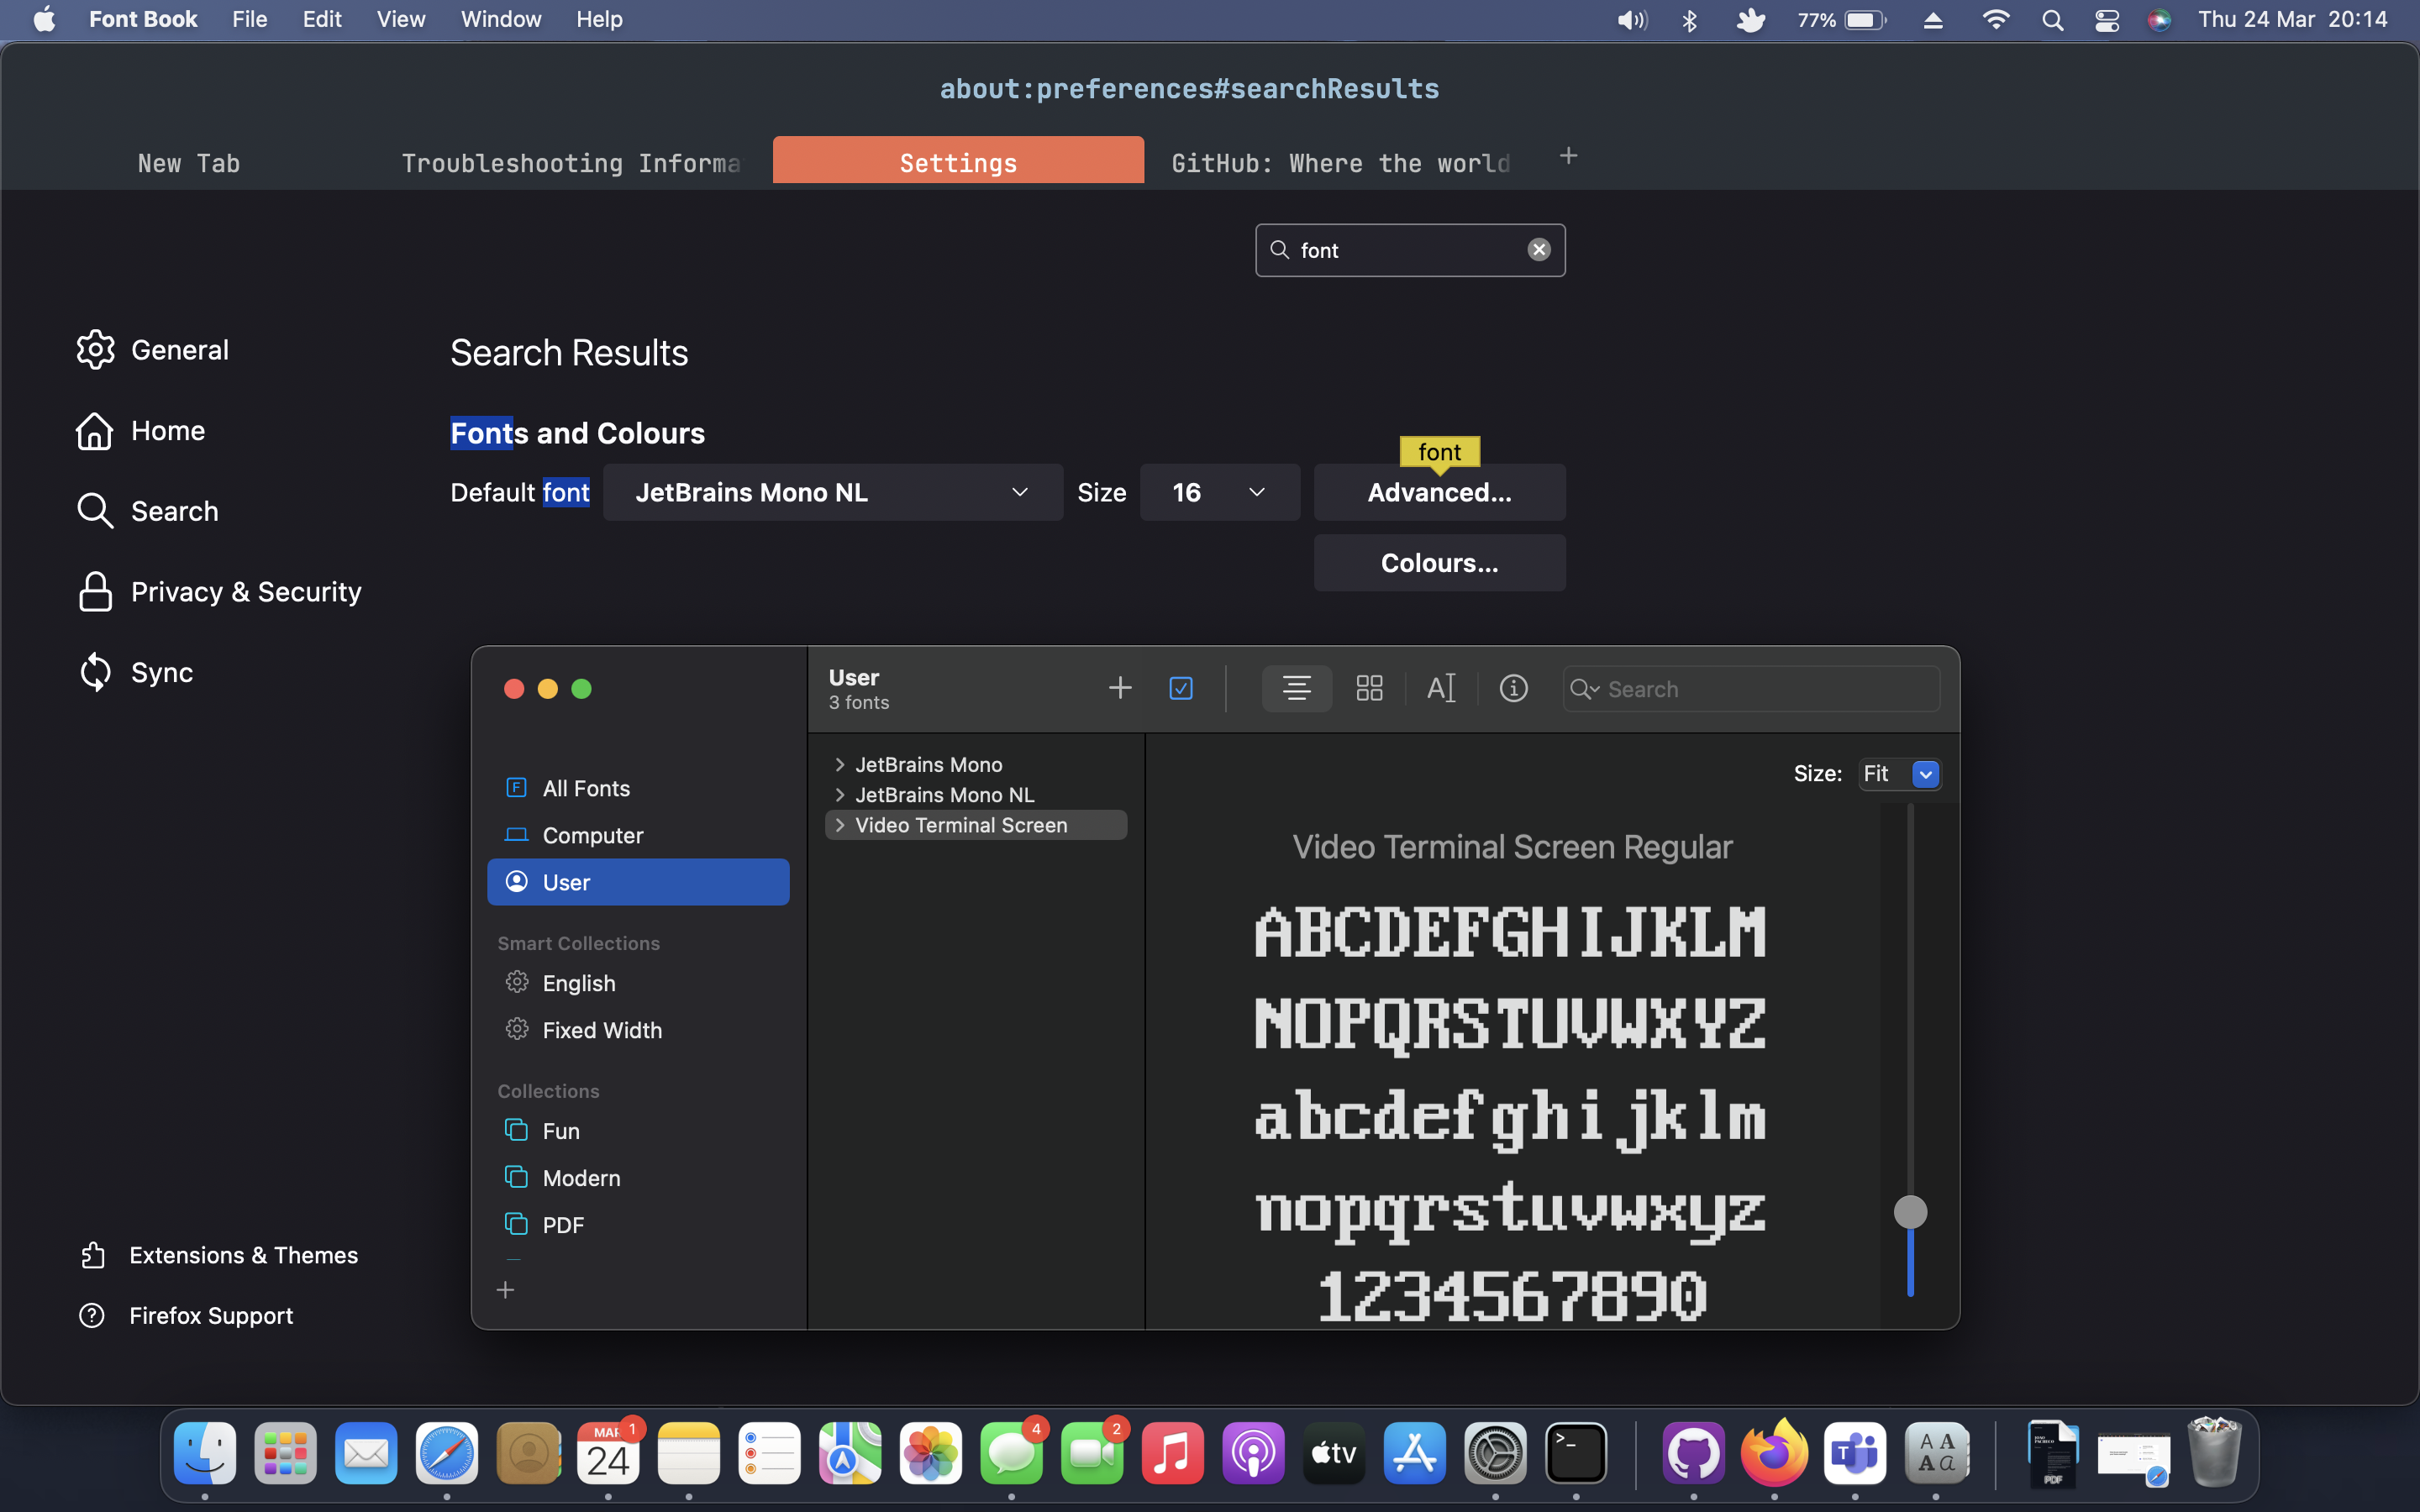 Font Book File Edit View Window Help 77% Thu 24 Mar 20:14
about:preferences#searchResults
New Tab Troubleshooting Informa Settings GitHub: Where the world
font
General
Home
Search
Privacy & Security
Sync
Extensions & Themes
Firefox Support
Search Results
Fonts and Colours
font
Default font JetBrains Mono NL Size 16 Advanced...
Colours...
User
3 fonts
Search
All Fonts
Computer
User
Smart Collections
English
Fixed Width
Collections
Fun
Modern
PDF
JetBrains Mono
JetBrains Mono NL
Video Terminal Screen
Size: Fit
Video Terminal Screen Regular
ABCDEFGHIJKLM
NOPQRSTUVWXYZ
abcdefghijklm
nopqrstuvwxyz
1234567890
MAR 1
24
4
2
tv
PDF